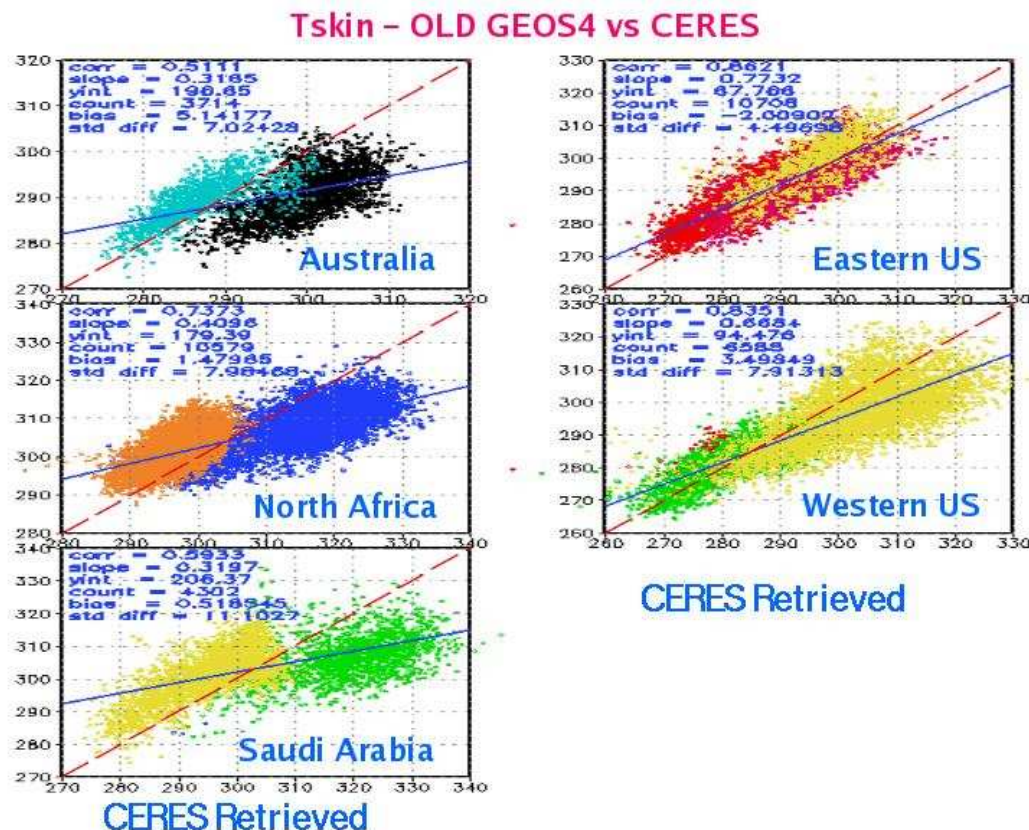 Tskin – OLD GEOS4 vs CERES
corr = 0.5111
slope = 0.3185
yint = 196.65
count = 3714
bias = 5.14177
std diff = 7.02428
320
310
300
290
280
270
270 280 290 300 310 320
Australia
corr = 0.8621
slope = 0.7732
yint = 67.766
count = 10708
bias = -2.00902
std diff = 4.49698
330
320
310
300
290
280
270
260
260 270 280 290 300 310 320 330
Eastern US
corr = 0.7373
slope = 0.4096
yint = 179.39
count = 10579
bias = 1.47985
std diff = 7.98468
340
330
320
310
300
290
280
280 290 300 310 320 330 340
North Africa
corr = 0.8351
slope = 0.6684
yint = 94.476
count = 6588
bias = 3.49849
std diff = 7.91313
330
320
310
300
290
280
270
260
260 270 280 290 300 310 320 330
Western US
corr = 0.5933
slope = 0.3197
yint = 206.37
count = 4302
bias = 0.518945
std diff = 11.1027
340
330
320
310
300
290
280
270
270 280 290 300 310 320 330 340
Saudi Arabia
CERES Retrieved
CERES Retrieved